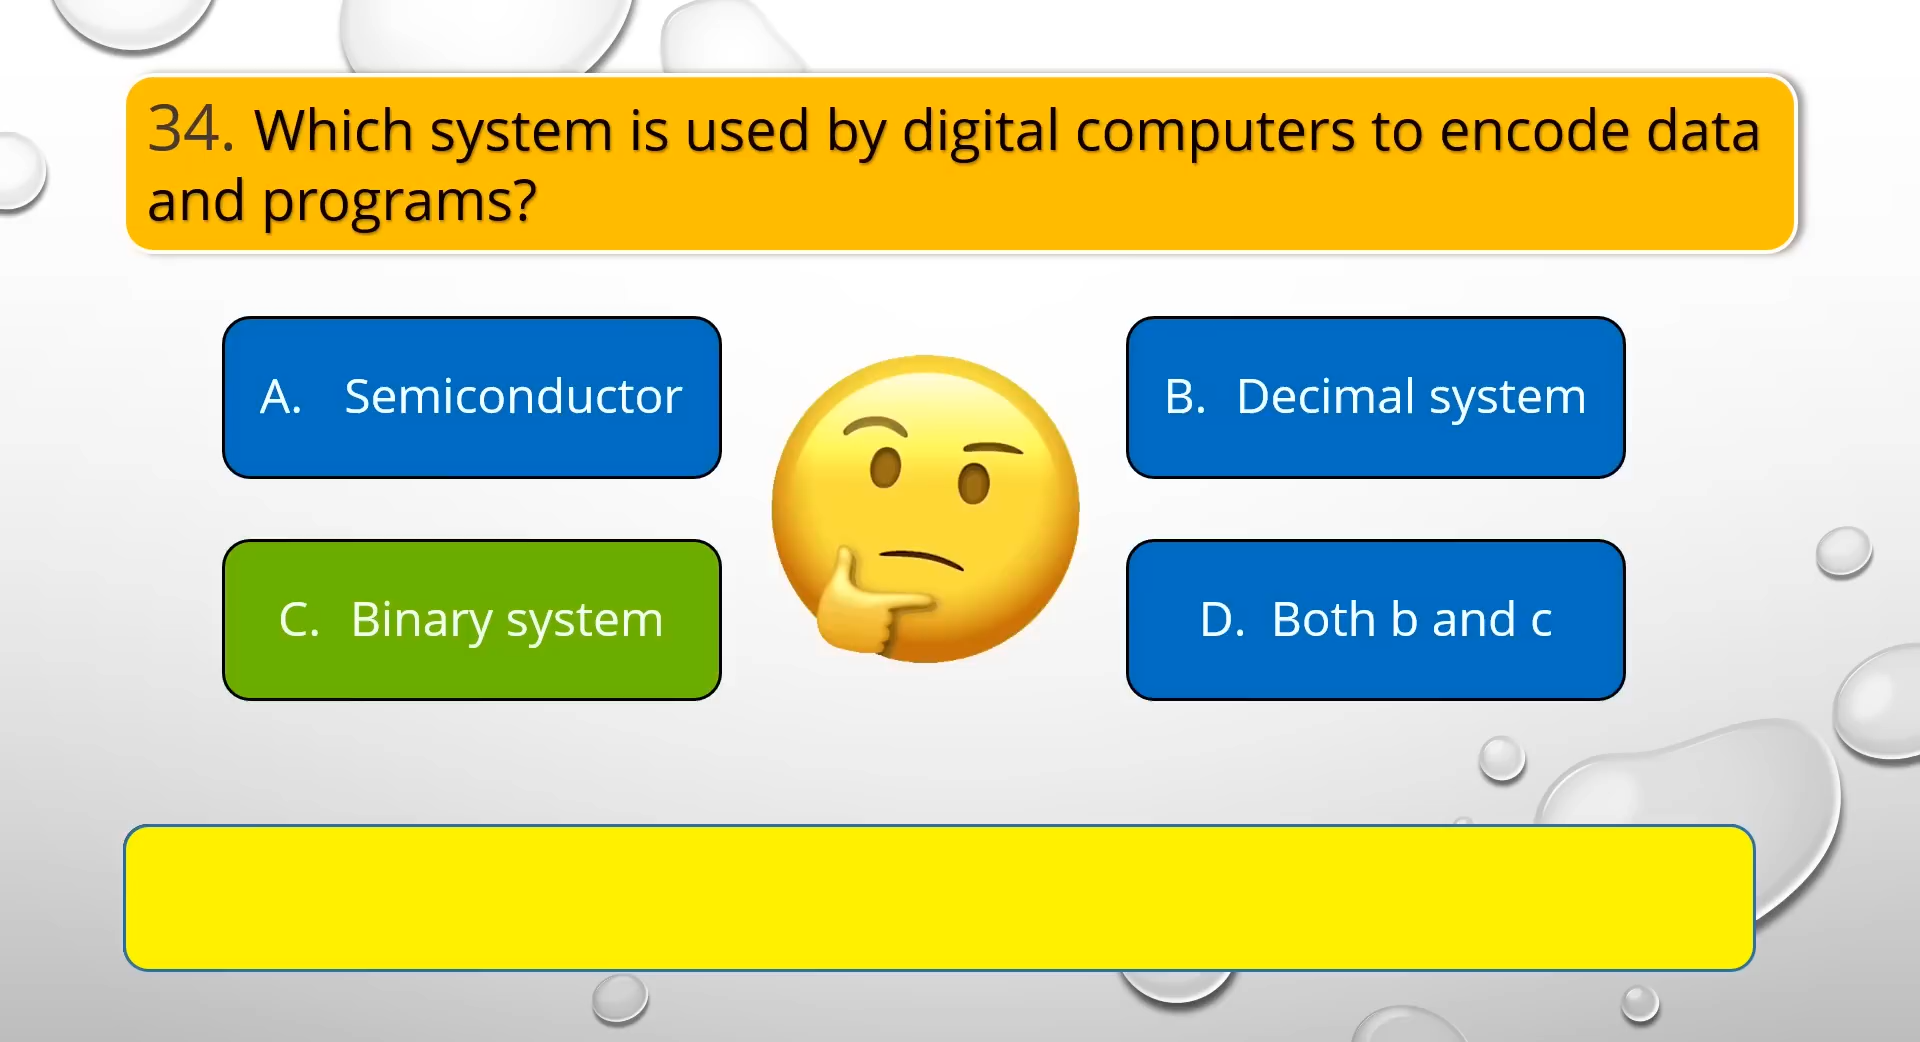 34. Which system is used by digital computers to encode data
and programs?
A. Semiconductor
B. Decimal system
C. Binary system
D. Both b and c